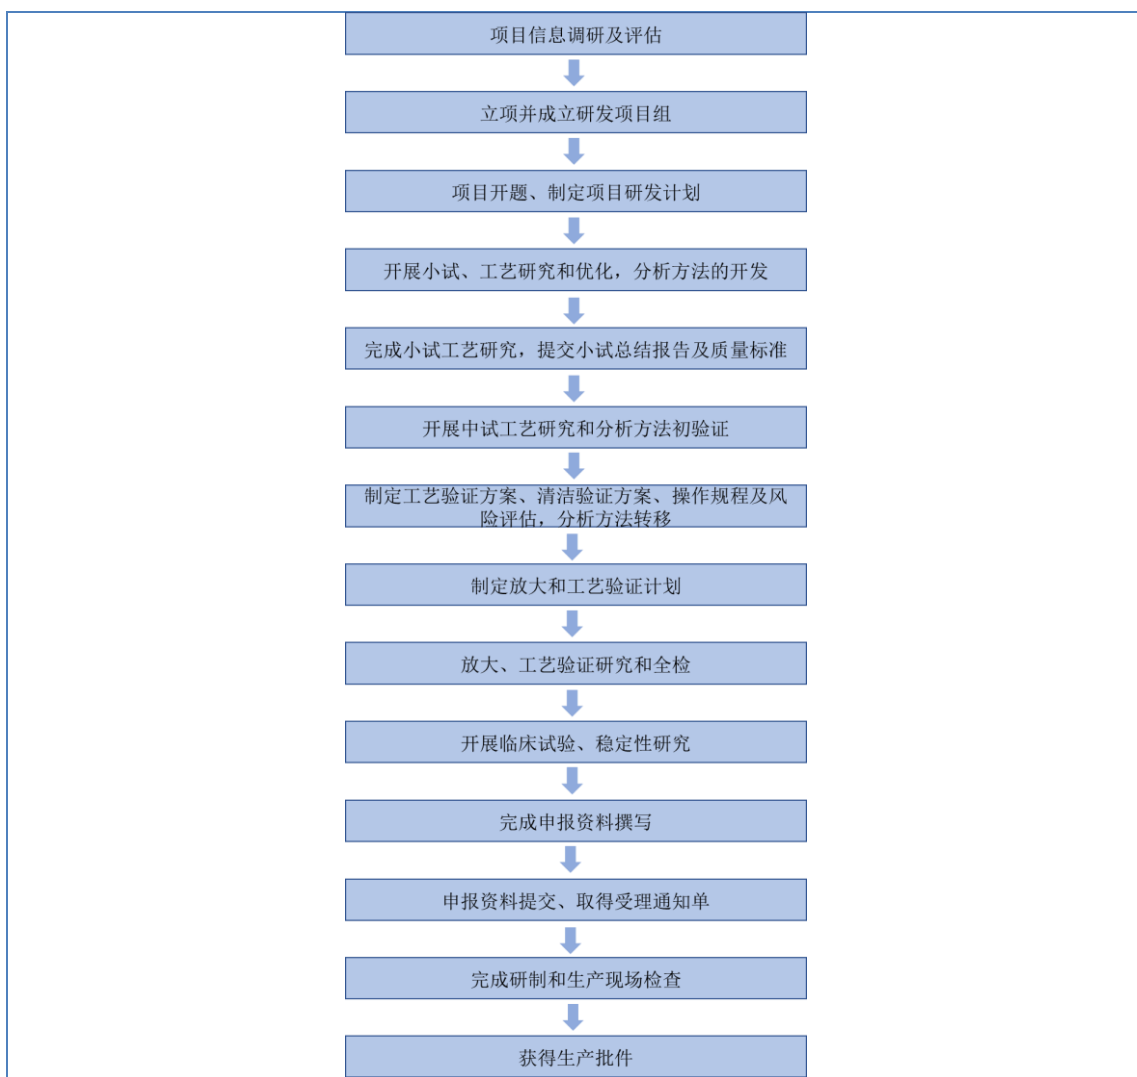 项目信息调研及评估
立项并成立研发项目组
项目开题、制定项目研发计划
开展小试、工艺研究和优化，分析方法的开发
完成小试工艺研究，提交小试总结报告及质量标准
开展中试工艺研究和分析方法初验证
制定工艺验证方案、清洁验证方案、操作规程及风
险评估，分析方法转移
制定放大和工艺验证计划
放大、工艺验证研究和全检
开展临床试验、稳定性研究
完成申报资料撰写
申报资料提交、取得受理通知单
完成研制和生产现场检查
获得生产批件